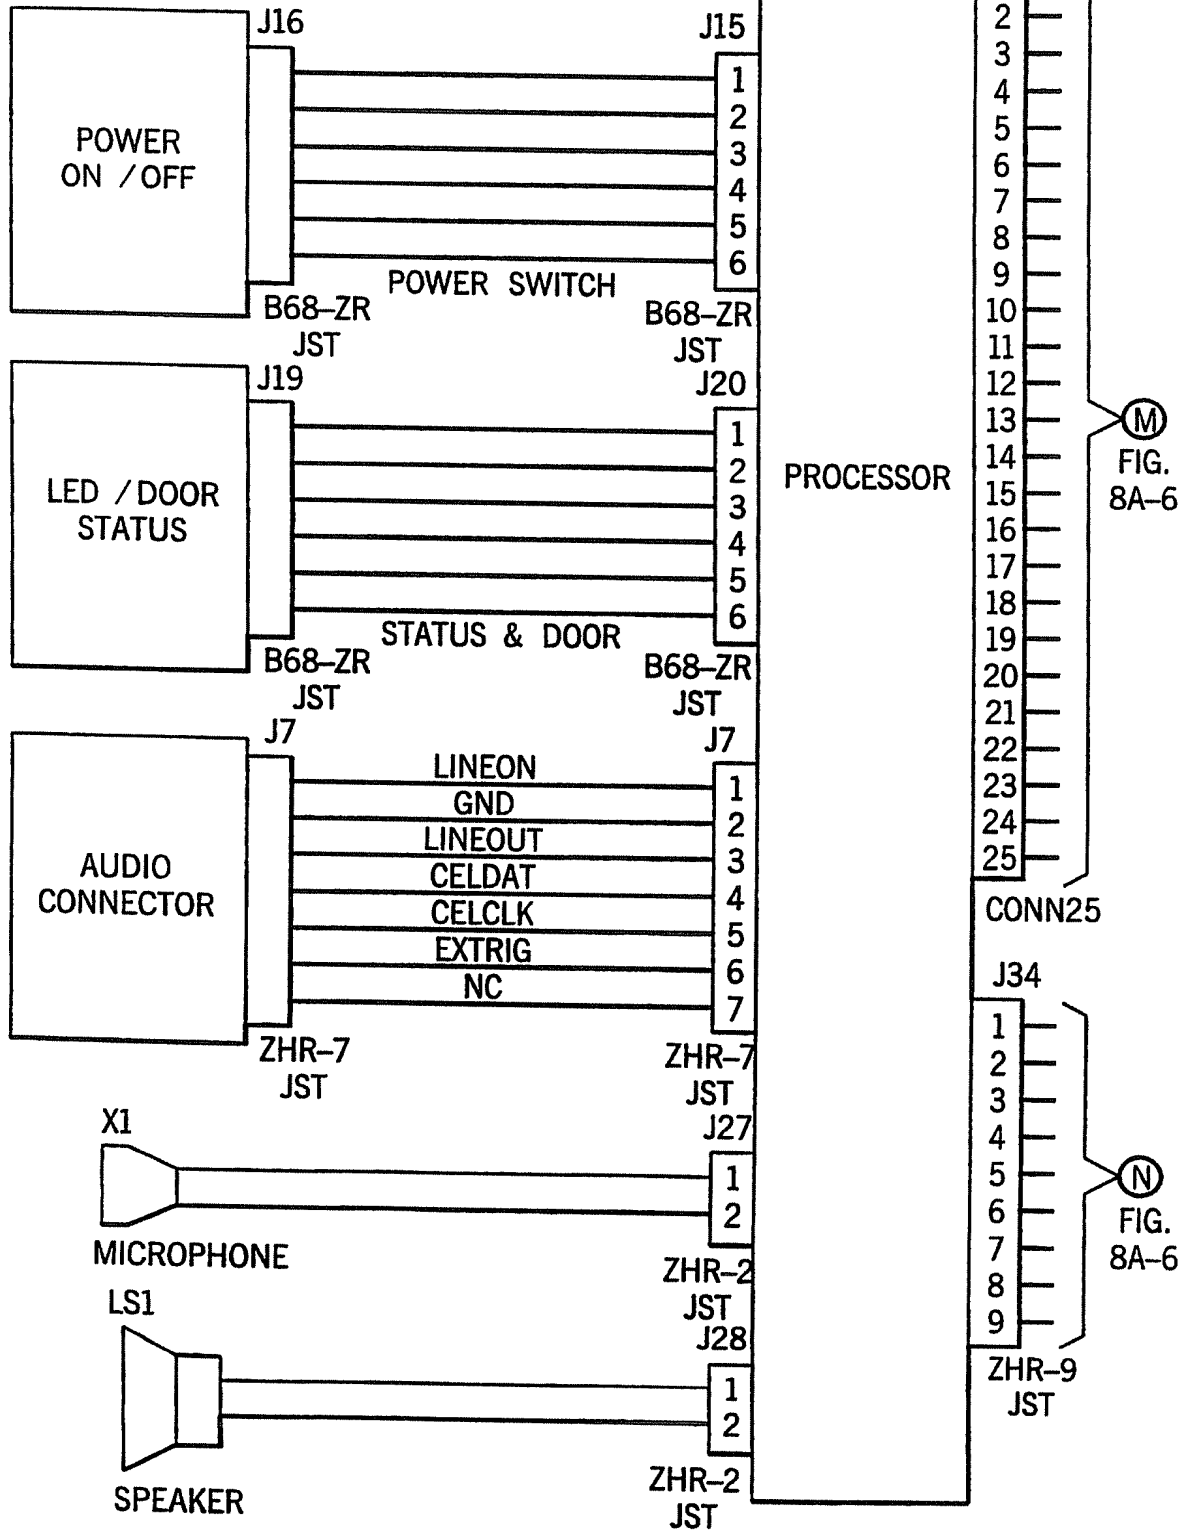 J16
POWER
ON / OFF
J15
1
2
3
4
5
6
POWER SWITCH
B68–ZR
JST
B68–ZR
JST
J19
LED / DOOR
STATUS
J20
1
2
3
4
5
6
STATUS & DOOR
B68–ZR
JST
B68–ZR
JST
J7
AUDIO
CONNECTOR
J7
LINEON
1
GND
2
LINEOUT
3
CELDAT
4
CELCLK
5
EXTRIG
6
NC
7
ZHR–7
JST
ZHR–7
JST
X1
MICROPHONE
J27
1
2
ZHR–2
JST
LS1
SPEAKER
J28
1
2
ZHR–2
JST
PROCESSOR
2
3
4
5
6
7
8
9
10
11
12
13
14
15
16
17
18
19
20
21
22
23
24
25
CONN25
M
FIG.
8A–6
J34
1
2
3
4
5
6
7
8
9
ZHR–9
JST
N
FIG.
8A–6